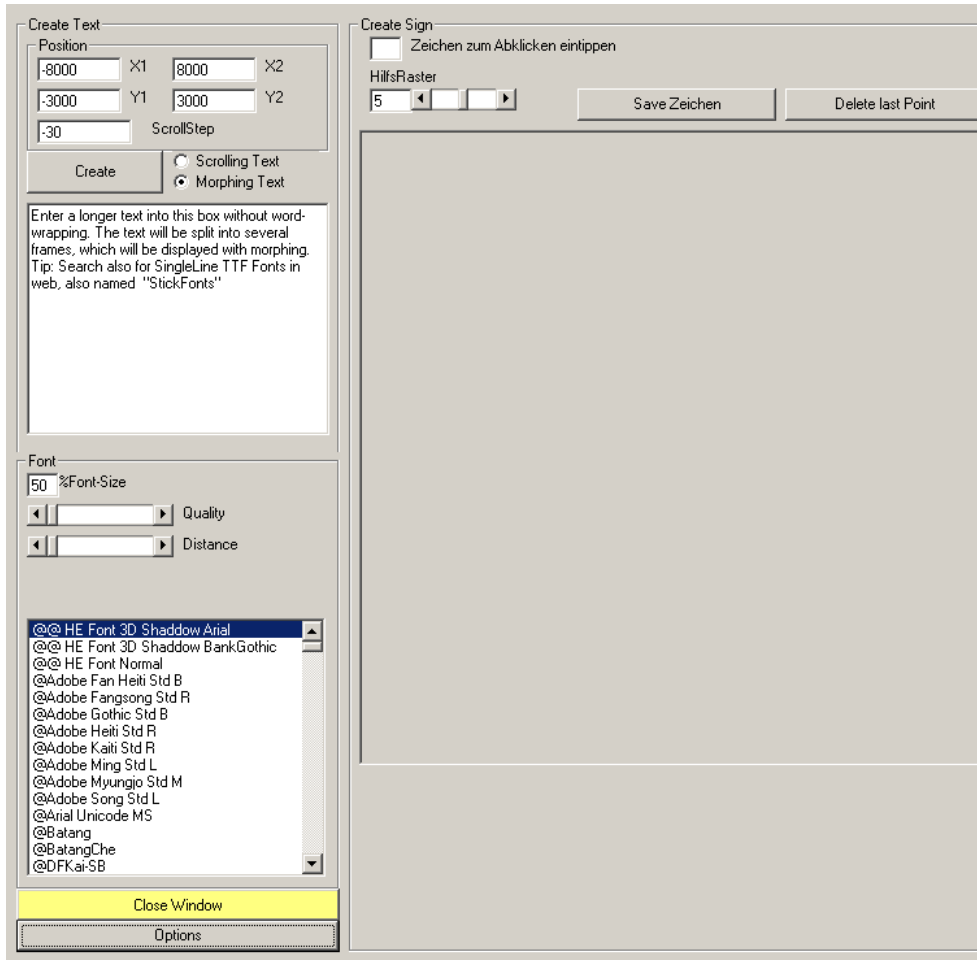 Create Text
Position
-8000 X1 8000 X2
-3000 Y1 3000 Y2
-30 ScrollStep
Create
Scrolling Text
Morphing Text
Enter a longer text into this box without word-
wrapping. The text will be split into several
frames, which will be displayed with morphing.
Tip: Search also for SingleLine TTF Fonts in
web, also named "StickFonts"
Font
50 %Font-Size
Quality
Distance
@@ HE Font 3D Shaddow Arial
@@ HE Font 3D Shaddow BankGothic
@@ HE Font Normal
@Adobe Fan Heiti Std B
@Adobe Fangsong Std R
@Adobe Gothic Std B
@Adobe Heiti Std R
@Adobe Kaiti Std R
@Adobe Ming Std L
@Adobe Myungjo Std M
@Adobe Song Std L
@Arial Unicode MS
@Batang
@BatangChe
@DFKai-SB
Close Window
Options
Create Sign
Zeichen zum Abklicken eintippen
HilfsRaster
5
Save Zeichen
Delete last Point